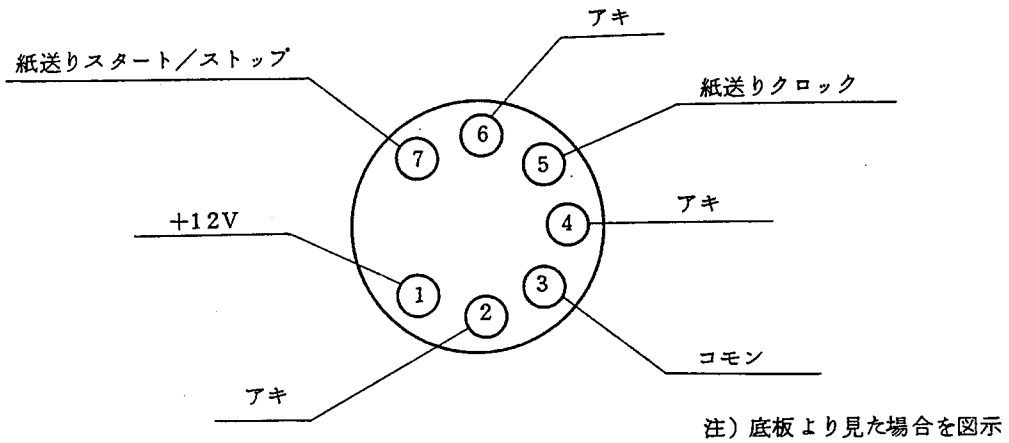 アキ
紙送りスタート/ストップ
紙送りクロック
6
7
5
+12V
アキ
4
1
3
2
コモン
アキ
注)底板より見た場合を図示